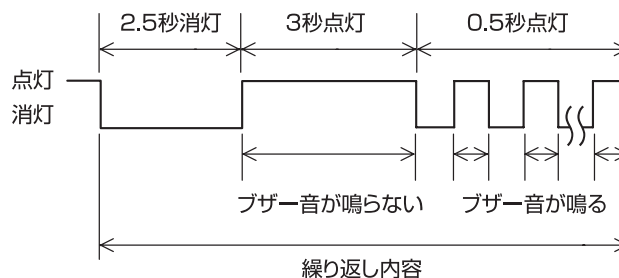 2.5秒消灯
3秒点灯
0.5秒点灯
点灯
消灯
ブザー音が鳴らない
ブザー音が鳴る
繰り返し内容